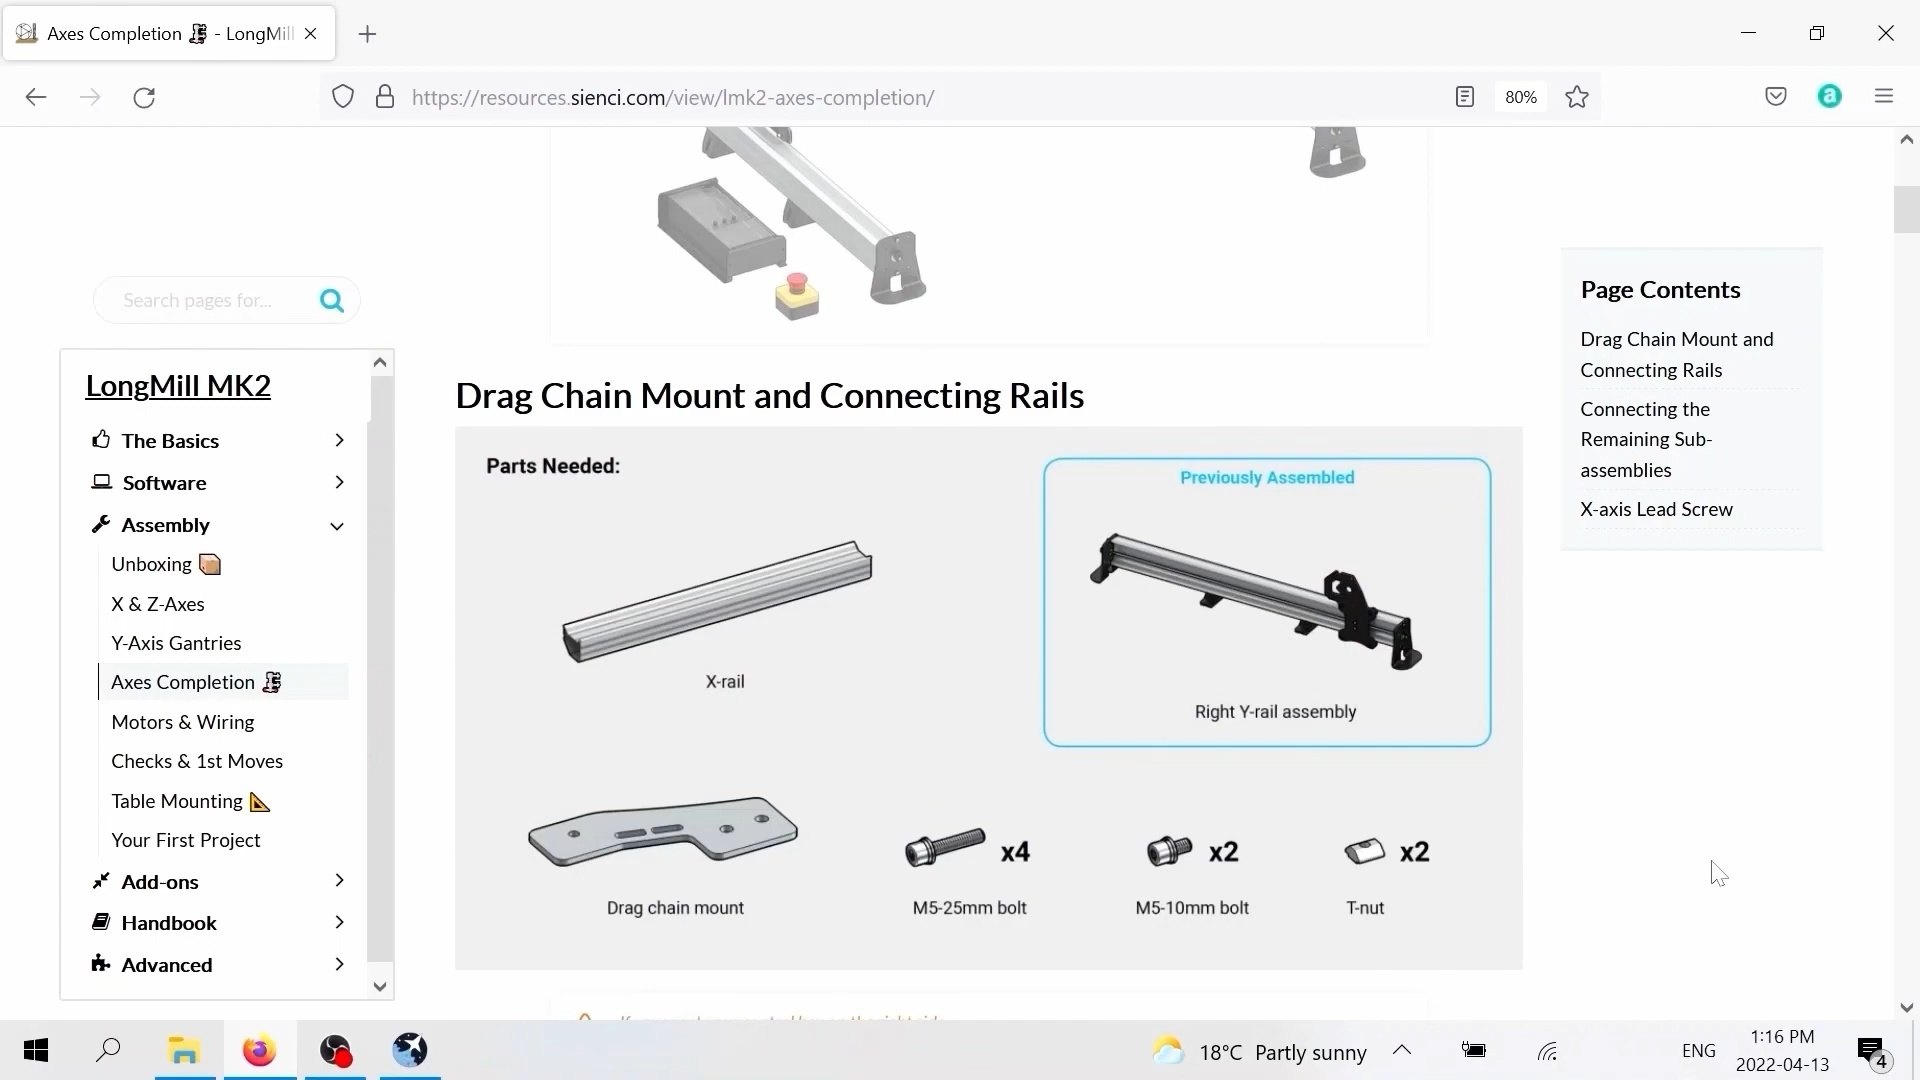 Axes Completion - LongMill
https://resources.sienci.com/view/lmk2-axes-completion/
80%
a
Search pages for...
LongMill MK2
The Basics
Software
Assembly
Unboxing
X & Z-Axes
Y-Axis Gantries
Axes Completion
Motors & Wiring
Checks & 1st Moves
Table Mounting
Your First Project
Add-ons
Handbook
Advanced
Drag Chain Mount and Connecting Rails
Parts Needed:
Previously Assembled
X-rail
Right Y-rail assembly
x4
x2
x2
Drag chain mount
M5-25mm bolt
M5-10mm bolt
T-nut
Page Contents
Drag Chain Mount and
Connecting Rails
Connecting the
Remaining Sub-
assemblies
X-axis Lead Screw
18°C Partly sunny
ENG
1:16 PM
2022-04-13
4